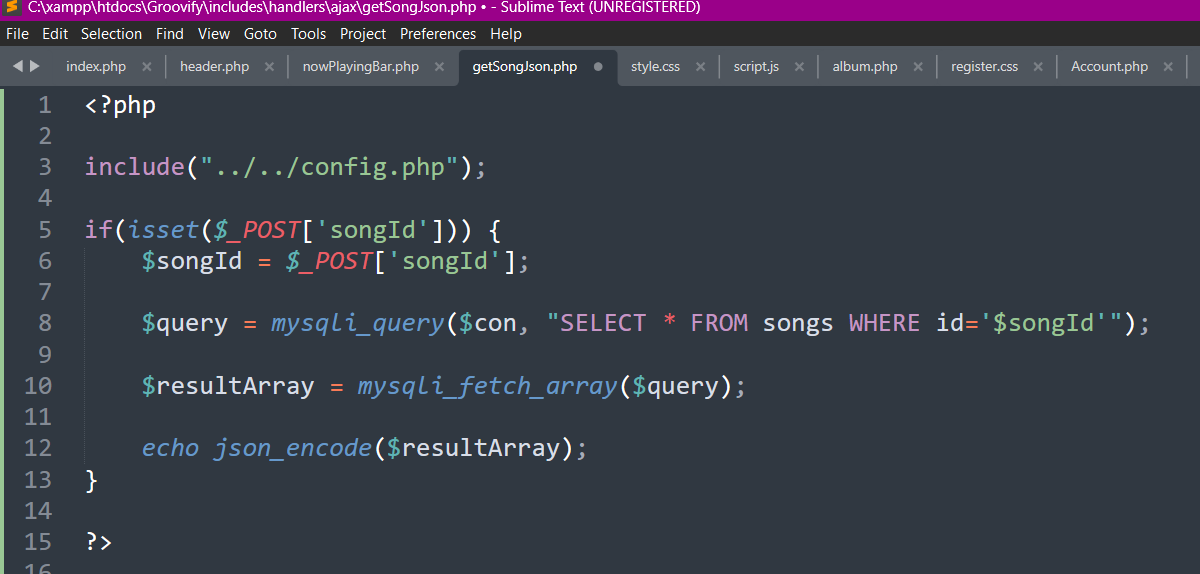 C:\xampp\htdocs\Groovify\includes\handlers\ajax\getSongJson.php • - Sublime Text (UNREGISTERED)
File Edit Selection Find View Goto Tools Project Preferences Help
index.php × header.php × nowPlayingBar.php × getSongJson.php ● style.css × script.js × album.php × register.css × Account.php ×
1 <?php
2
3 include("../../config.php");
4
5 if(isset($_POST['songId'])) {
6 $songId = $_POST['songId'];
7
8 $query = mysqli_query($con, "SELECT * FROM songs WHERE id='$songId'");
9
10 $resultArray = mysqli_fetch_array($query);
11
12 echo json_encode($resultArray);
13 }
14
15 ?>
16